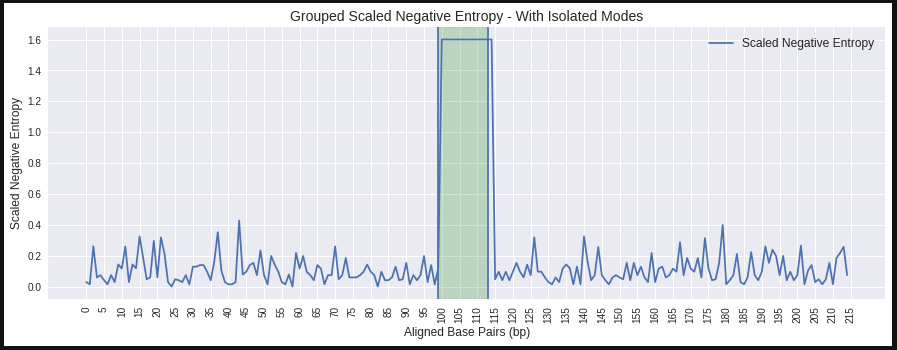 Grouped Scaled Negative Entropy - With Isolated Modes
Scaled Negative Entropy
Scaled Negative Entropy
1.6
1.4
1.2
1.0
0.8
0.6
0.4
0.2
0.0
0 5 10 15 20 25 30 35 40 45 50 55 60 65 70 75 80 85 90 95 100 105 110 115 120 125 130 135 140 145 150 155 160 165 170 175 180 185 190 195 200 205 210 215
Aligned Base Pairs (bp)